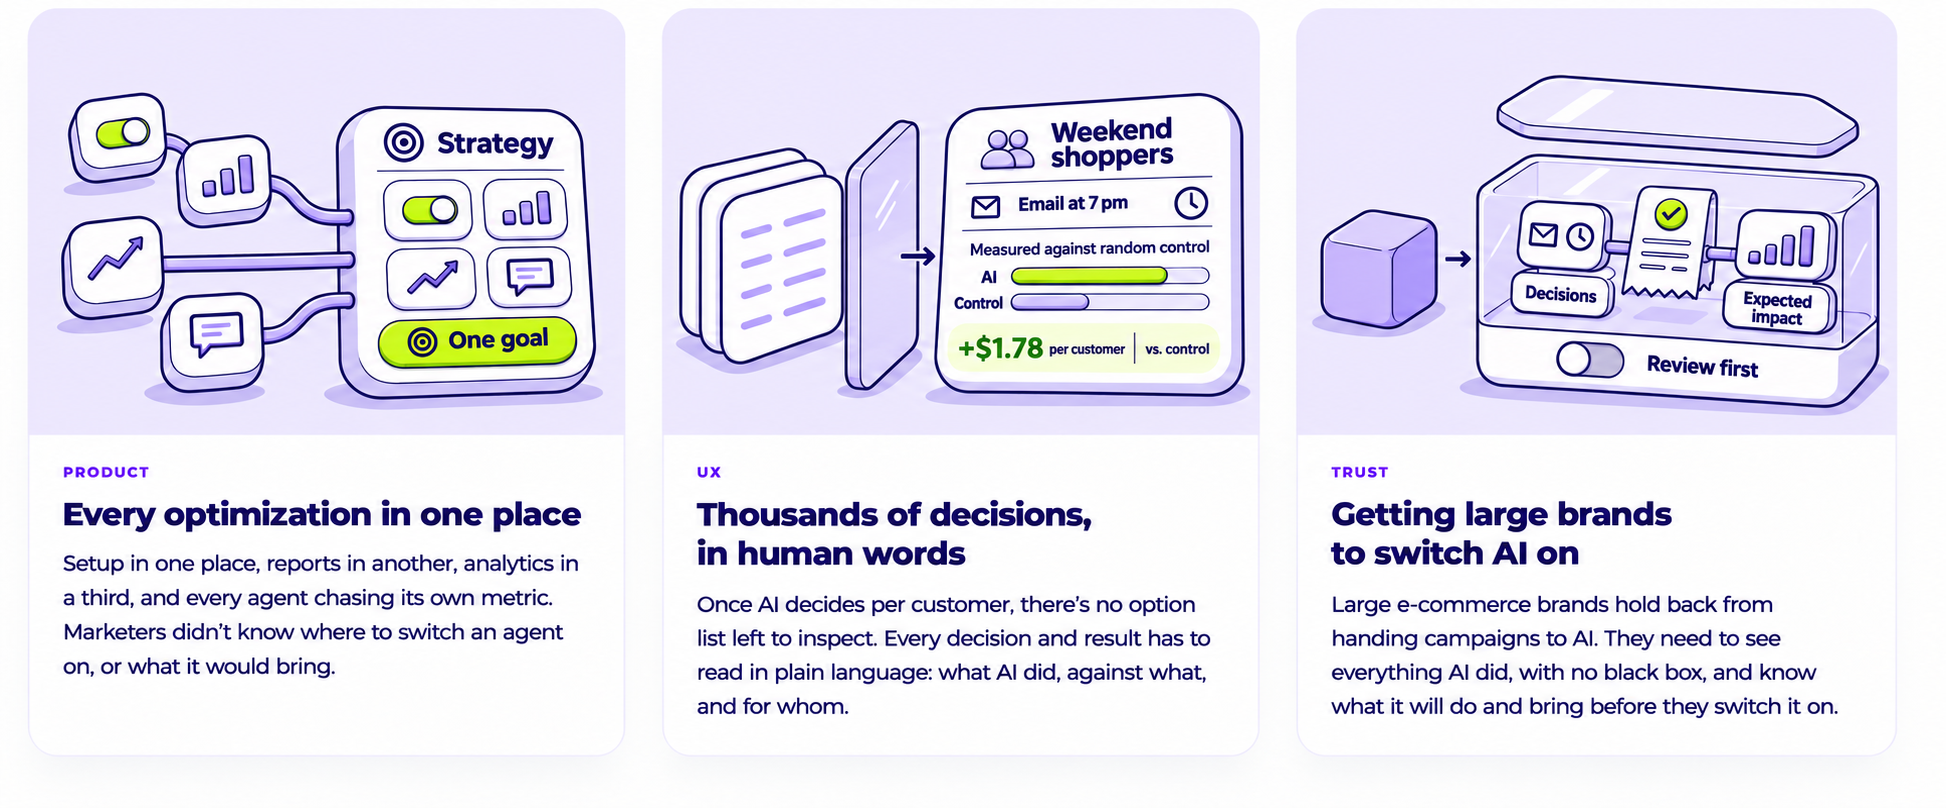 Strategy
One goal
PRODUCT
Every optimization in one place
Setup in one place, reports in another, analytics in
a third, and every agent chasing its own metric.
Marketers didn’t know where to switch an agent
on, or what it would bring.
Weekend
shoppers
Email at 7 pm
Measured against random control
AI
Control
+$1.78 per customer | vs. control
UX
Thousands of decisions,
in human words
Once AI decides per customer, there’s no option
list left to inspect. Every decision and result has to
read in plain language: what AI did, against what,
and for whom.
Decisions
Expected
impact
Review first
TRUST
Getting large brands
to switch AI on
Large e-commerce brands hold back from
handing campaigns to AI. They need to see
everything AI did, with no black box, and know
what it will do and bring before they switch it on.